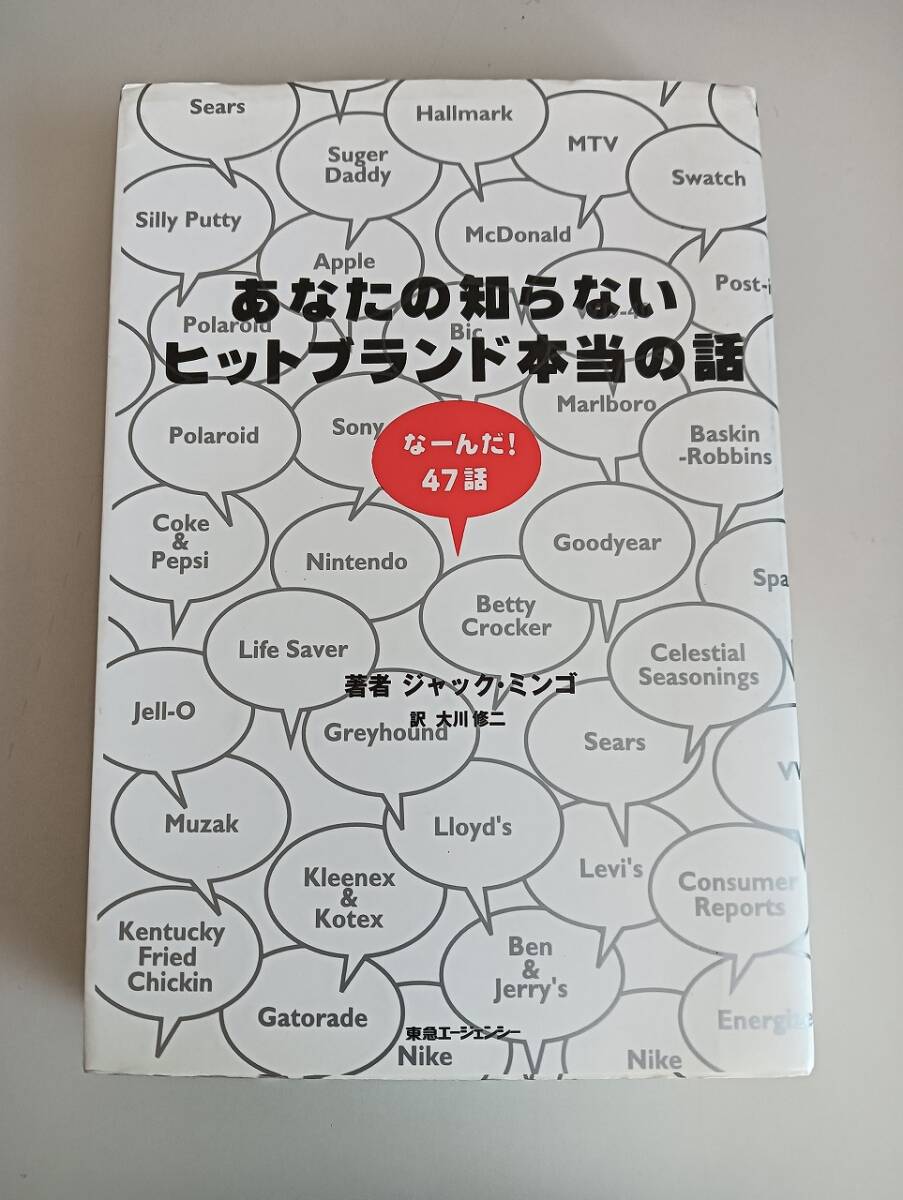 Sears
Hallmark
MTV
Suger
Daddy
Swatch
Silly Putty
McDonald
Apple
Post-i
あなたの知らない
Polaroid
Bic
ヒットブランド本当の話
Marlboro
Polaroid
Sony
なーんだ!
47話
Baskin
-Robbins
Coke
&
Pepsi
Nintendo
Goodyear
Spa
Betty
Crocker
Life Saver
Celestial
Seasonings
著者 ジャック・ミンゴ
訳 大川修二
Jell-O
Greyhound
Sears
Muzak
Lloyd's
Levi's
Kleenex
&
Kotex
Consumer
Reports
Kentucky
Fried
Chickin
Ben
&
Jerry's
Gatorade
Energize
東急エージェンシー
Nike
Nike